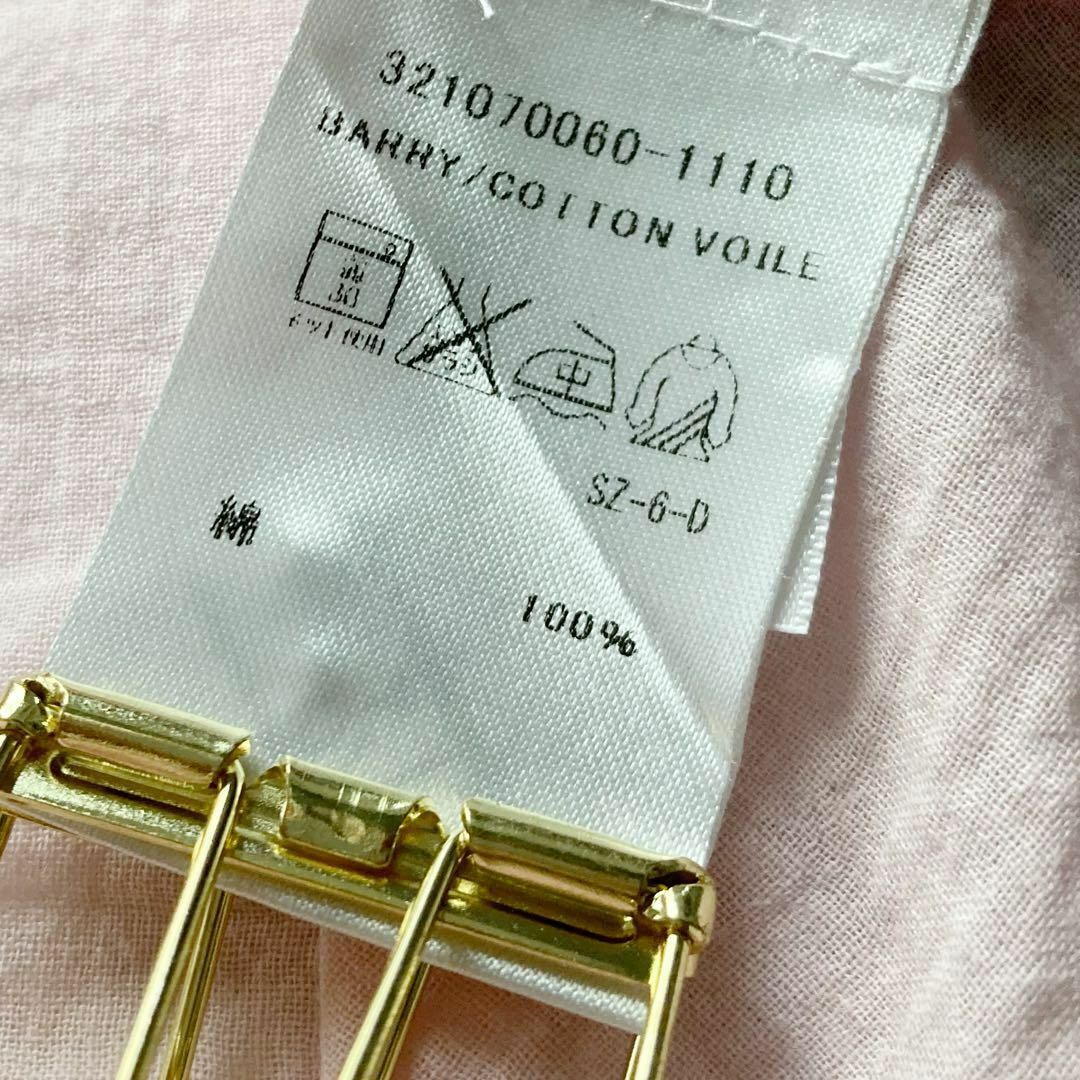 321070060-1110
BARRY/COTTON VOILE
30
中
SZ-6-D
綿
100%